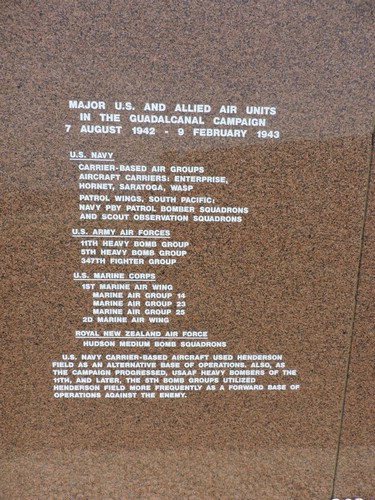 MAJOR U.S. AND ALLIED AIR UNITS
IN THE GUADALCANAL CAMPAIGN
7 AUGUST 1942 - 9 FEBRUARY 1943
U.S. NAVY
CARRIER-BASED AIR GROUPS
AIRCRAFT CARRIERS: ENTERPRISE,
HORNET, SARATOGA, WASP
PATROL WINGS, SOUTH PACIFIC:
NAVY PBY PATROL BOMBER SQUADRONS
AND SCOUT OBSERVATION SQUADRONS
U.S. ARMY AIR FORCES
11TH HEAVY BOMB GROUP
5TH HEAVY BOMB GROUP
347TH FIGHTER GROUP
U.S. MARINE CORPS
1ST MARINE AIR WING
MARINE AIR GROUP 14
MARINE AIR GROUP 23
MARINE AIR GROUP 25
2D MARINE AIR WING
ROYAL NEW ZEALAND AIR FORCE
HUDSON MEDIUM BOMB SQUADRONS
U.S. NAVY CARRIER-BASED AIRCRAFT USED HENDERSON
FIELD AS AN ALTERNATIVE BASE OF OPERATIONS. ALSO, AS
THE CAMPAIGN PROGRESSED, USAAF HEAVY BOMBERS OF THE
11TH, AND LATER, THE 5TH BOMB GROUPS UTILIZED
HENDERSON FIELD MORE FREQUENTLY AS A FORWARD BASE OF
OPERATIONS AGAINST THE ENEMY.